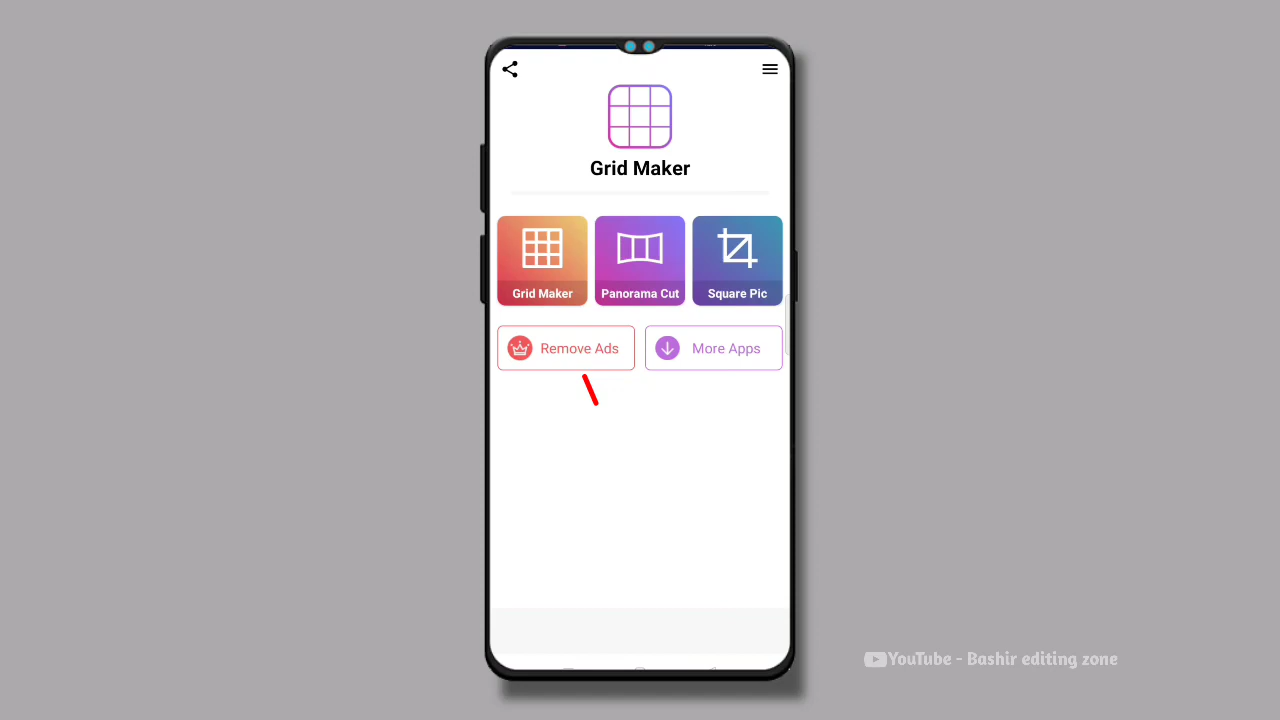 Grid Maker
Grid Maker
Panorama Cut
Square Pic
Remove Ads
More Apps
YouTube - Bashir editing zone